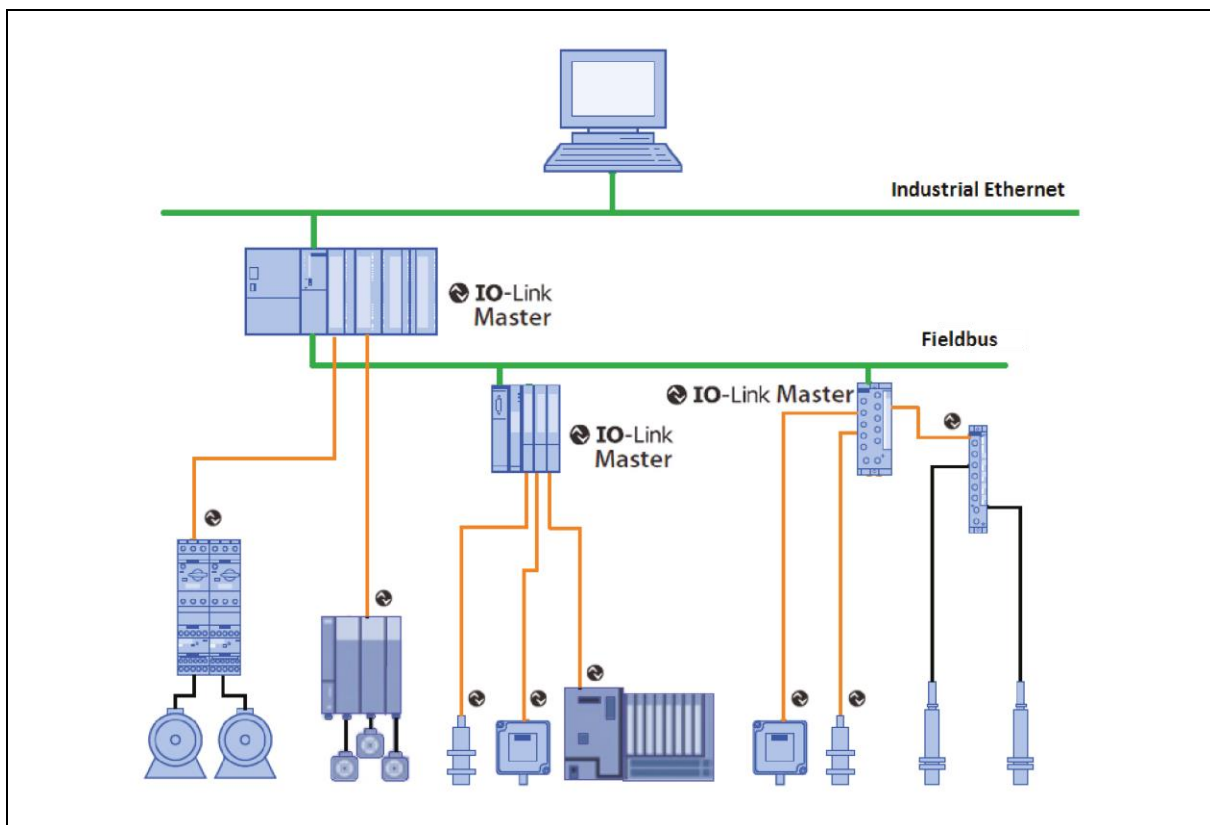 Industrial Ethernet
IO-Link
Master
Fieldbus
IO-Link Master
IO-Link
Master